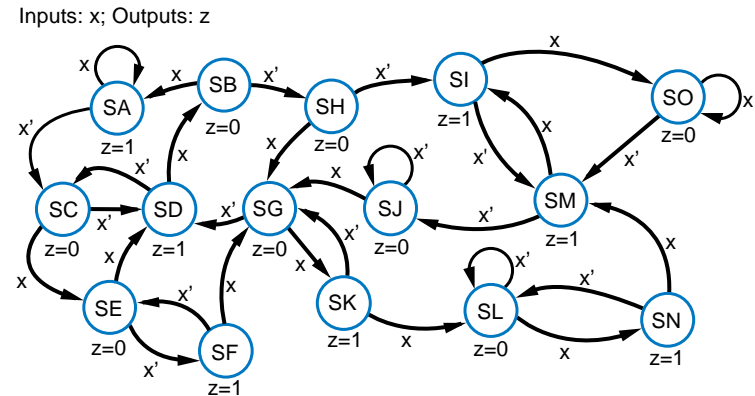 Inputs: x; Outputs: z
x
SA
z=1
x
SB
z=0
x’
SH
z=0
x’
SI
z=1
x
SO
z=0
x
x’
x’
x
x
x’
x
SC
z=0
x’
x’
SD
z=1
x’
SG
z=0
x
x’
SJ
z=0
x’
SM
z=1
x
x
SE
z=0
x’
x’
SF
z=1
x
x
x’
SK
z=1
x
x’
SL
z=0
x’
x
SN
z=1
x